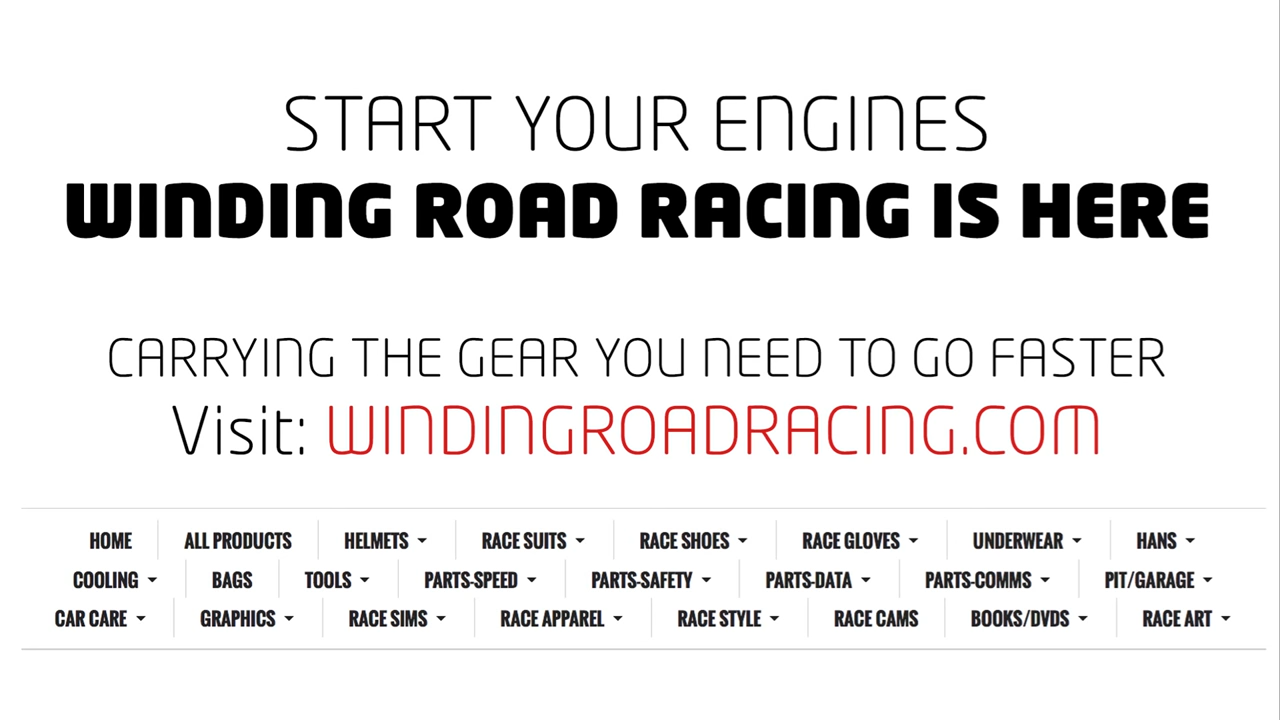 START YOUR ENGINES
WINDING ROAD RACING IS HERE
CARRYING THE GEAR YOU NEED TO GO FASTER
Visit: WINDINGROADRACING.COM
HOME ALL PRODUCTS HELMETS RACE SUITS RACE SHOES RACE GLOVES UNDERWEAR HANS
COOLING BAGS TOOLS PARTS-SPEED PARTS-SAFETY PARTS-DATA PARTS-COMMS PIT/GARAGE
CAR CARE GRAPHICS RACE SIMS RACE APPAREL RACE STYLE RACE CAMS BOOKS/DVDS RACE ART